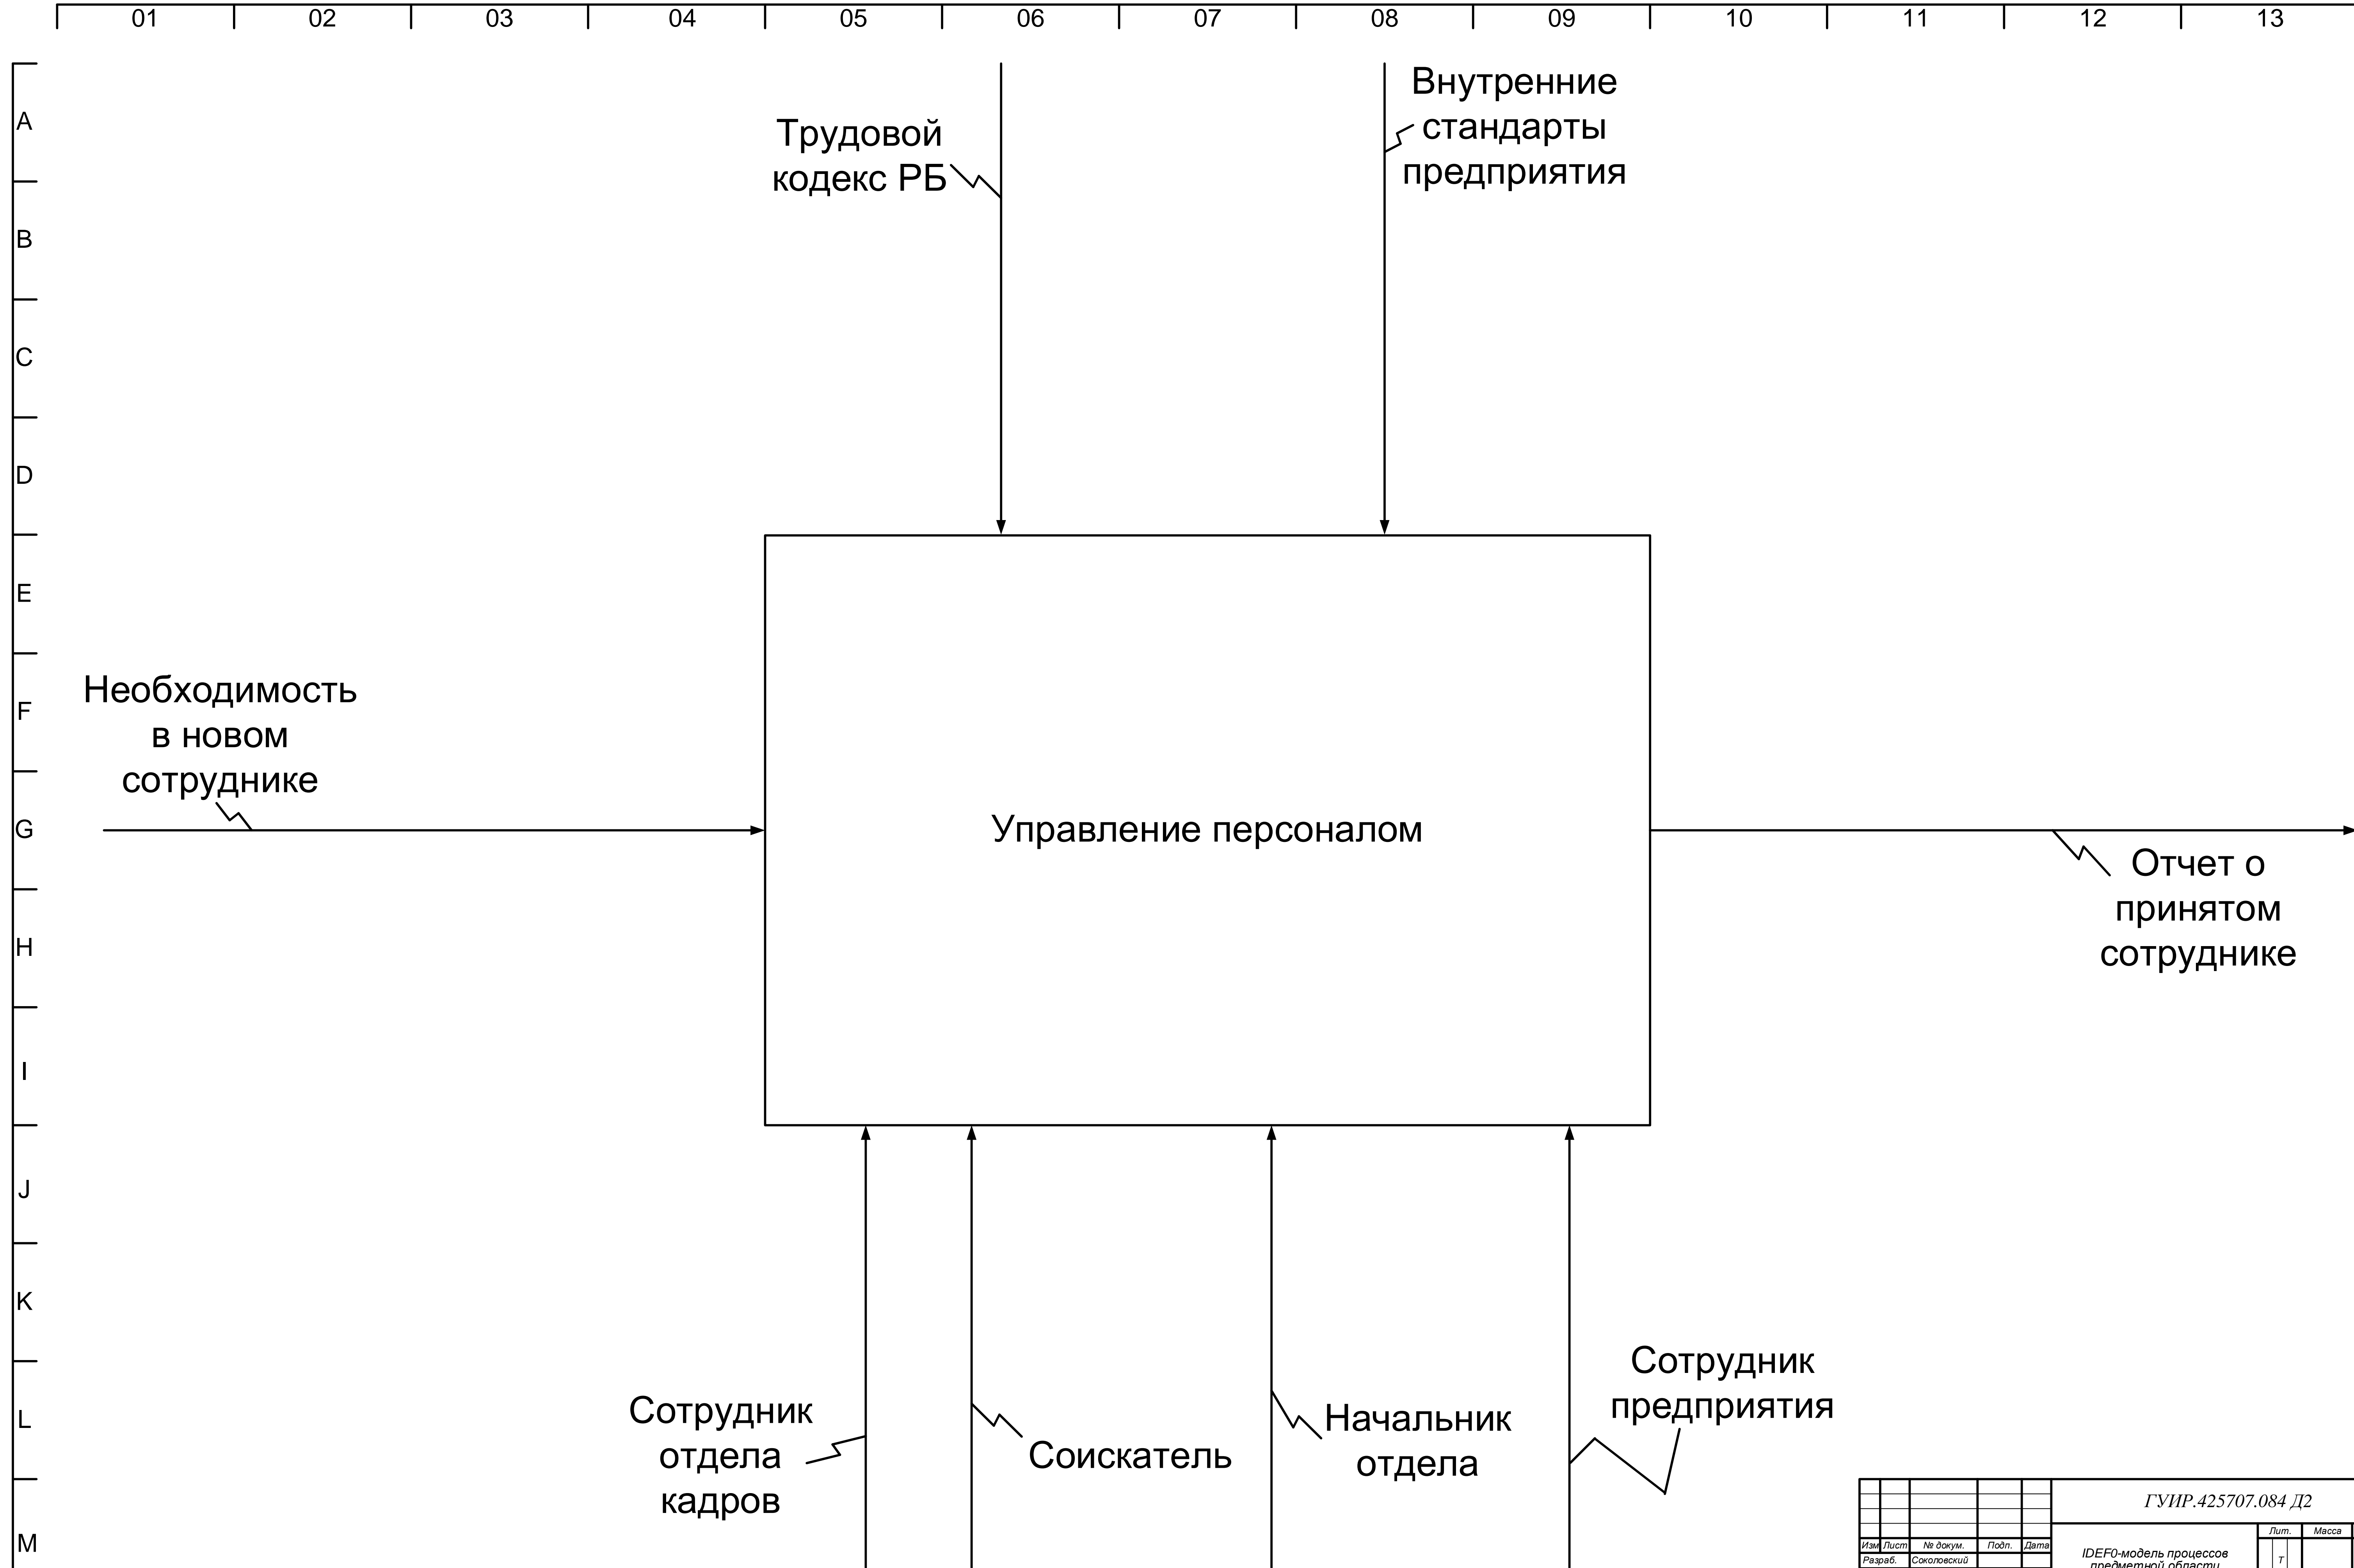 01 02 03 04 05 06 07 08 09 10 11 12 13
A
B
C
D
E
F
G
H
I
J
K
L
M
Трудовой
кодекс РБ
Внутренние
стандарты
предприятия
Необходимость
в новом
сотруднике
Управление персоналом
Отчет о
принятом
сотруднике
Сотрудник
отдела
кадров
Соискатель
Начальник
отдела
Сотрудник
предприятия
ГУИР.425707.084 Д2
Лит. Масса
Изм Лист № докум. Подп. Дата
Разраб. Соколовский
IDEF0-модель процессов
предметной области
Т